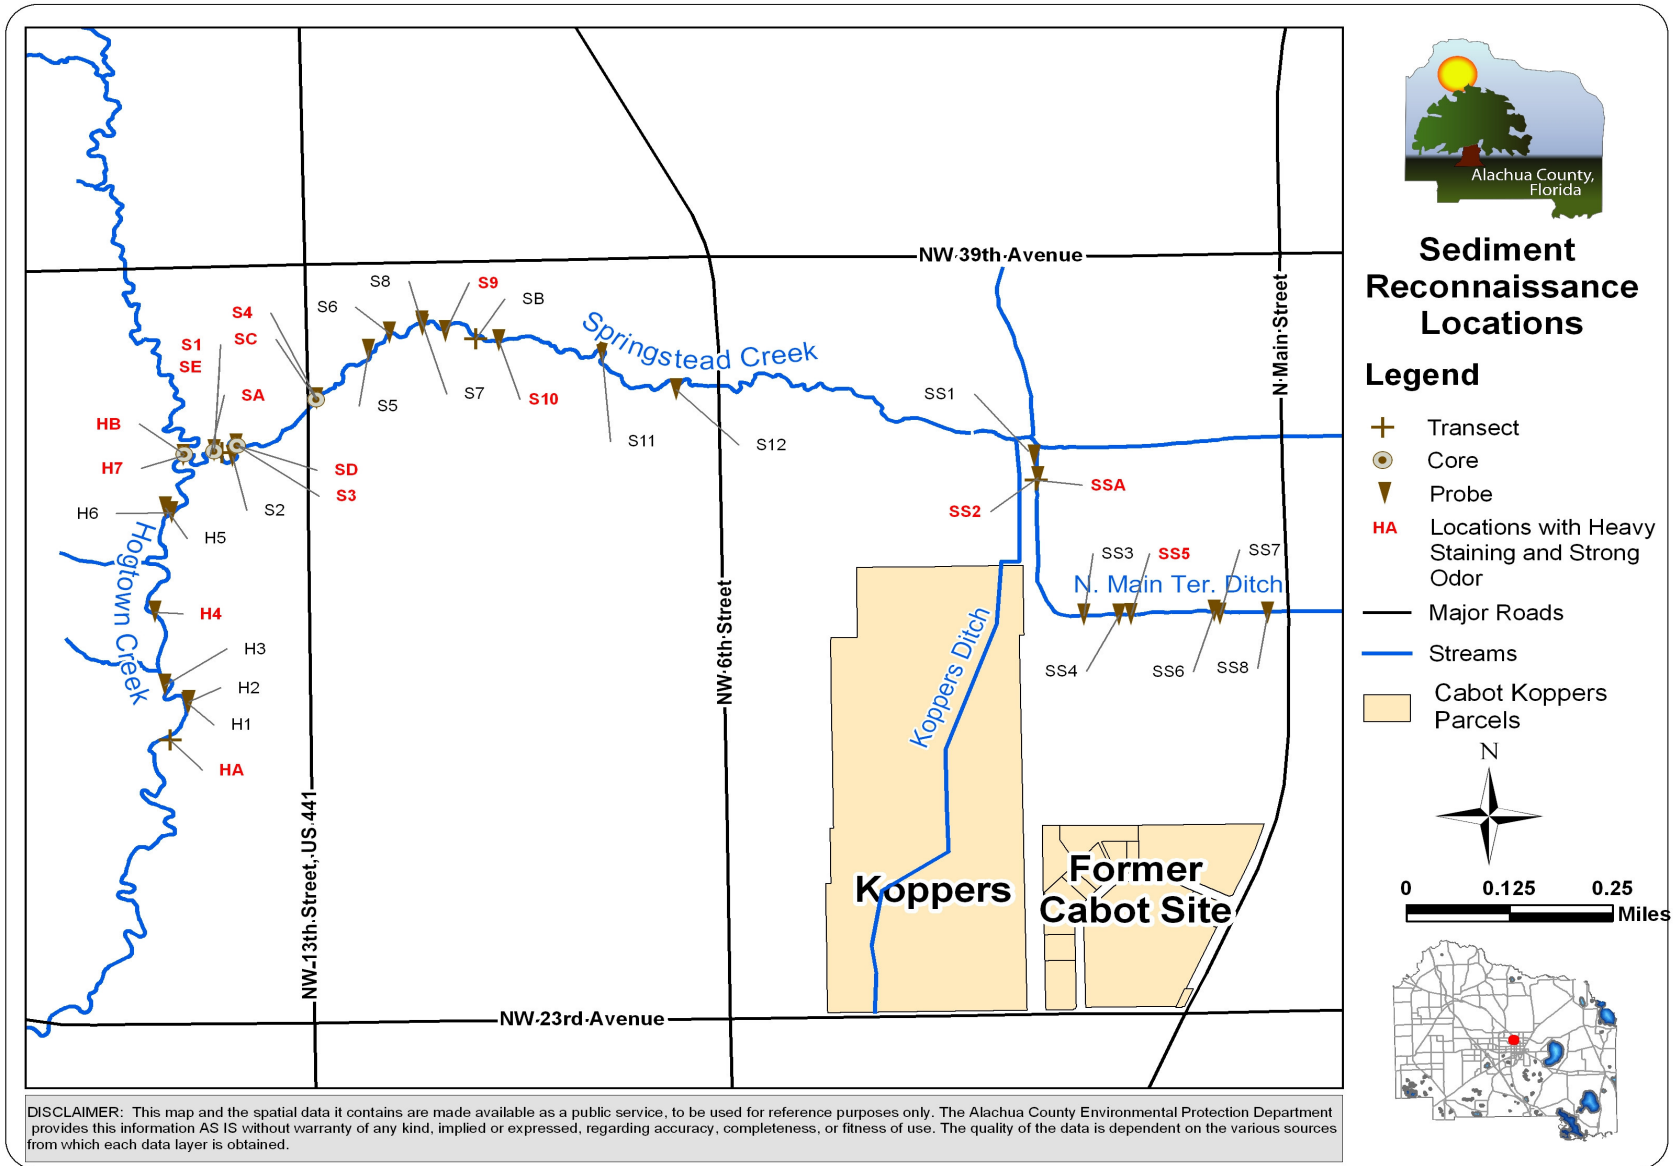 NW 39th Avenue
S8
S9
S6
SB
S4
SC
S1
SE
Springstead Creek
SA
S5
S7
S10
SS1
HB
S11
S12
H7
SD
S3
SSA
SS2
H6
S2
H5
SS3
SS5
SS7
N. Main Ter. Ditch
Hogtown Creek
H4
H3
SS4
SS6
SS8
H2
H1
HA
Koppers Ditch
NW 13th Street, US 441
NW 6th Street
N Main Street
Koppers
Former
Cabot Site
NW 23rd Avenue
Alachua County,
Florida
Sediment
Reconnaissance
Locations
Legend
Transect
Core
Probe
HA Locations with Heavy
Staining and Strong
Odor
Major Roads
Streams
Cabot Koppers
Parcels
N
0 0.125 0.25
Miles
DISCLAIMER: This map and the spatial data it contains are made available as a public service, to be used for reference purposes only. The Alachua County Environmental Protection Department
provides this information AS IS without warranty of any kind, implied or expressed, regarding accuracy, completeness, or fitness of use. The quality of the data is dependent on the various sources
from which each data layer is obtained.